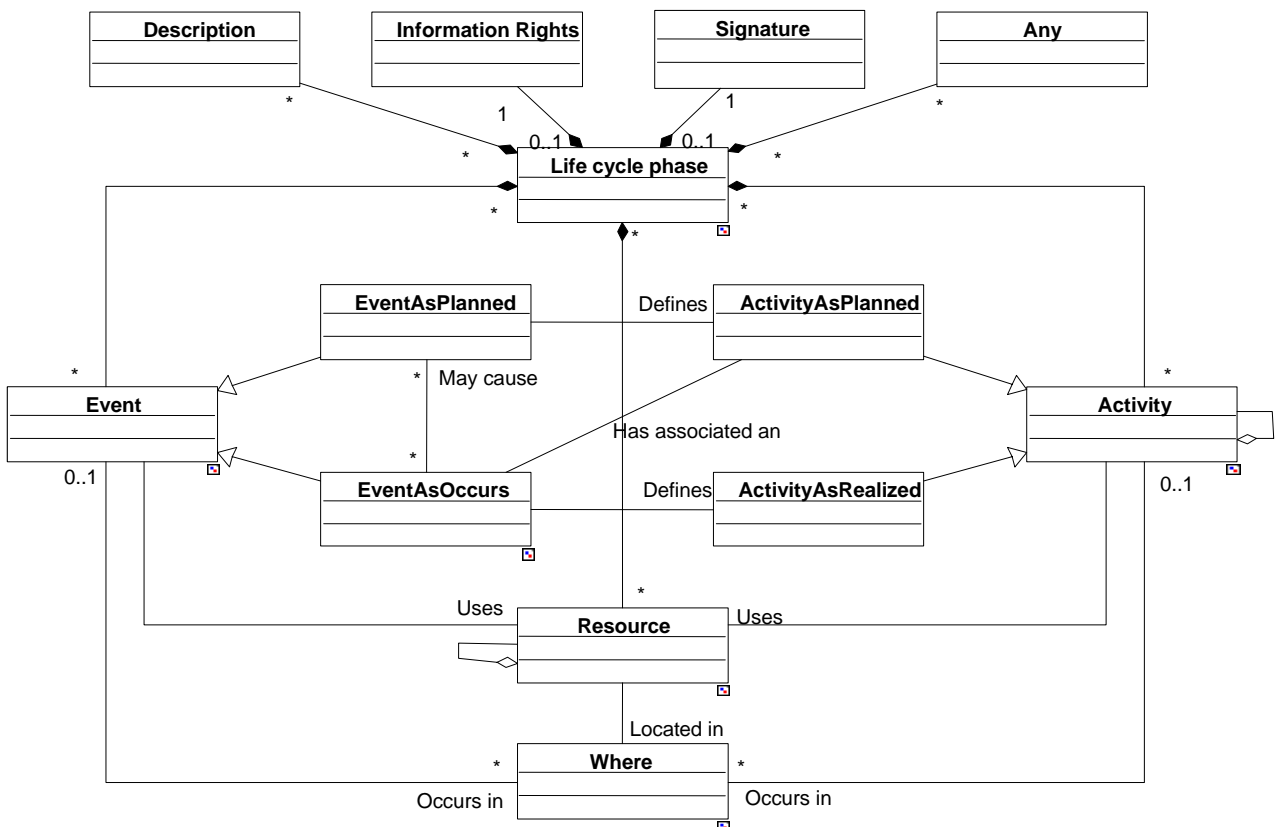 Description
Information Rights
Signature
Any
*
1
1
*
0..1
0..1
*
*
Life cycle phase
*
*
*
EventAsPlanned
Defines
ActivityAsPlanned
*
*
May cause
*
Event
Activity
Has associated an
*
0..1
EventAsOccurs
Defines
ActivityAsRealized
0..1
*
Uses
Uses
Resource
Located in
*
Where
*
Occurs in
Occurs in